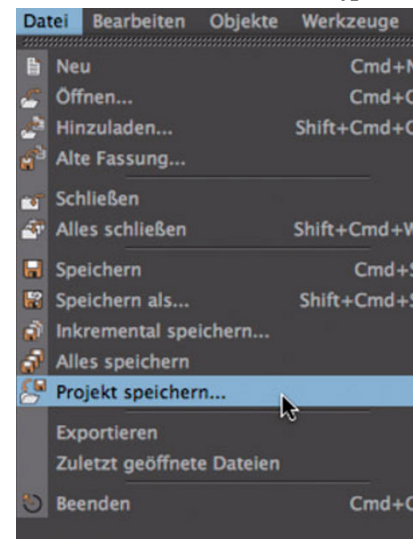 Datei Bearbeiten Objekte Werkzeuge
Neu
Öffnen... Cmd+
Hinzuladen... Shift+Cmd+
Alte Fassung...
Schließen
Alles schließen Shift+Cmd+
Speichern Cmd+S
Speichern als... Shift+Cmd+S
Inkremental speichern...
Alles speichern
Projekt speichern...
Exportieren
Zuletzt geöffnete Dateien
Beenden Cmd+